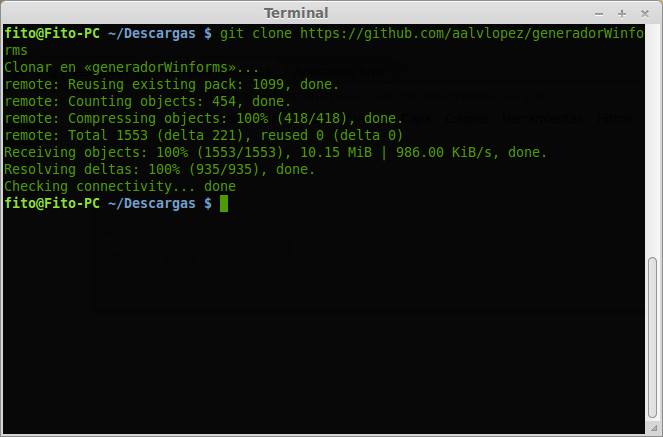 Terminal
fito@Fito-PC ~/Descargas $ git clone https://github.com/aalvlopez/generadorWinfo
rms
Clonar en «generadorWinforms»...
remote: Reusing existing pack: 1099, done.
remote: Counting objects: 454, done.
remote: Compressing objects: 100% (418/418), done.
remote: Total 1553 (delta 221), reused 0 (delta 0)
Receiving objects: 100% (1553/1553), 10.15 MiB | 986.00 KiB/s, done.
Resolving deltas: 100% (935/935), done.
Checking connectivity... done
fito@Fito-PC ~/Descargas $